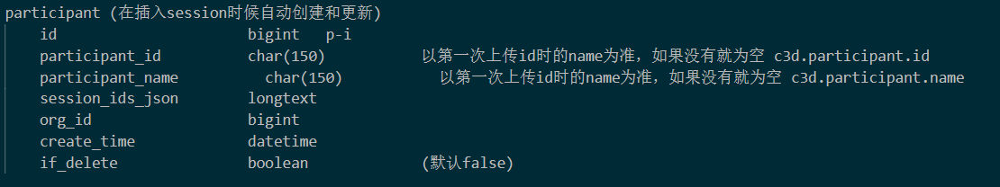 participant (在插入session时候自动创建和更新)
id bigint p-i
participant_id char(150) 以第一次上传id时的name为准，如果没有就为空 c3d.participant.id
participant_name char(150) 以第一次上传id时的name为准，如果没有就为空 c3d.participant.name
session_ids_json longtext
org_id bigint
create_time datetime
if_delete boolean (默认false)